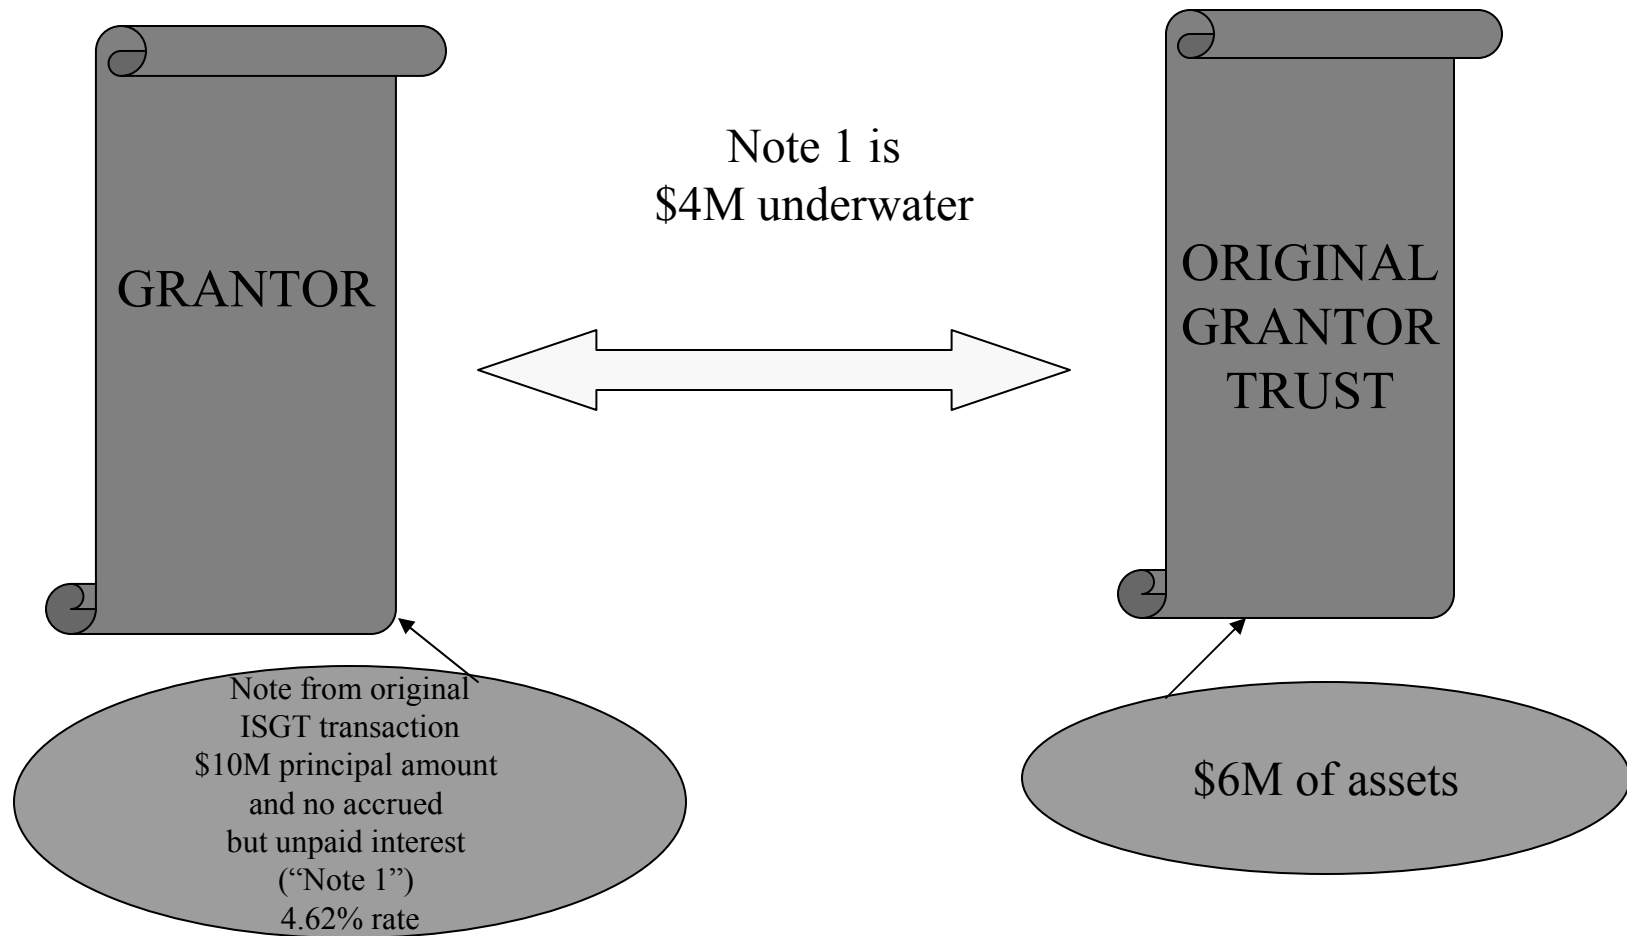 GRANTOR
Note 1 is
$4M underwater
ORIGINAL
GRANTOR
TRUST
Note from original
ISGT transaction
$10M principal amount
and no accrued
but unpaid interest
(“Note 1”)
4.62% rate
$6M of assets